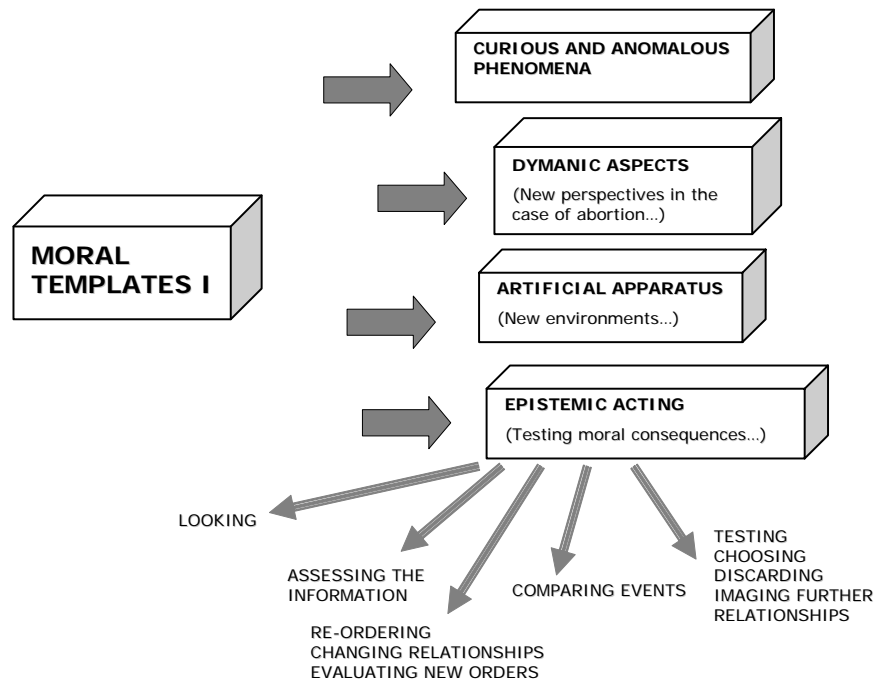 CURIOUS AND ANOMALOUS
PHENOMENA
DYMANIC ASPECTS
(New perspectives in the
case of abortion...)
MORAL
TEMPLATES I
ARTIFICIAL APPARATUS
(New environments...)
EPISTEMIC ACTING
(Testing moral consequences...)
LOOKING
ASSESSING THE
INFORMATION
RE-ORDERING
CHANGING RELATIONSHIPS
EVALUATING NEW ORDERS
COMPARING EVENTS
TESTING
CHOOSING
DISCARDING
IMAGING FURTHER
RELATIONSHIPS